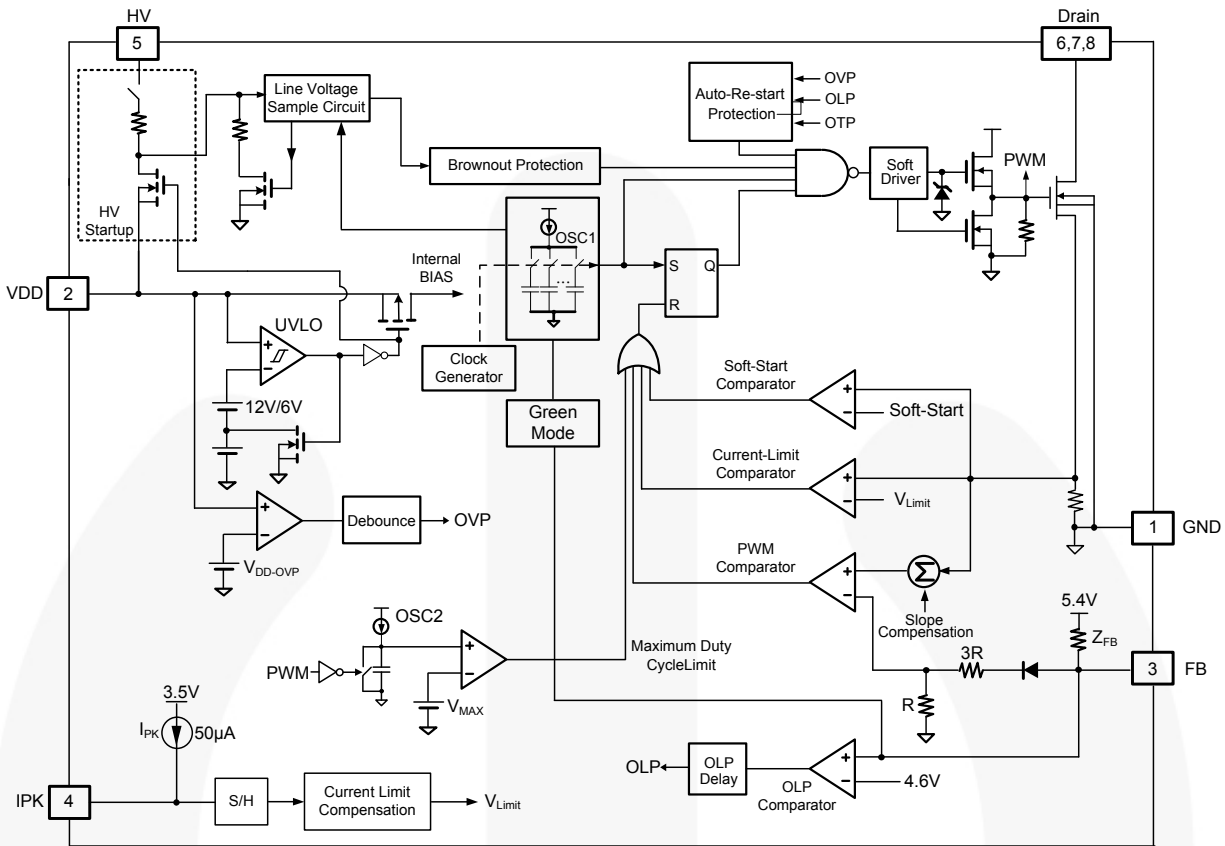 HV
5
Drain
6,7,8
Line Voltage
Sample Circuit
Auto-Re-start
Protection
OVP
OLP
OTP
Brownout Protection
Soft
Driver
PWM
HV
Startup
OSC1
...
S
Q
R
Internal
BIAS
VDD
2
UVLO
+
−
12V/6V
Clock
Generator
Green
Mode
Soft-Start
Comparator
+
−
Soft-Start
Current-Limit
Comparator
+
−
VLimit
1
GND
+
−
Debounce
OVP
VDD-OVP
PWM
Comparator
+
−
Σ
Slope
Compensation
5.4V
ZFB
3R
3
FB
R
OSC2
PWM
+
−
VMAX
Maximum Duty
CycleLimit
3.5V
IPK
50µA
OLP
OLP
Delay
+
−
4.6V
OLP
Comparator
IPK
4
S/H
Current Limit
Compensation
VLimit